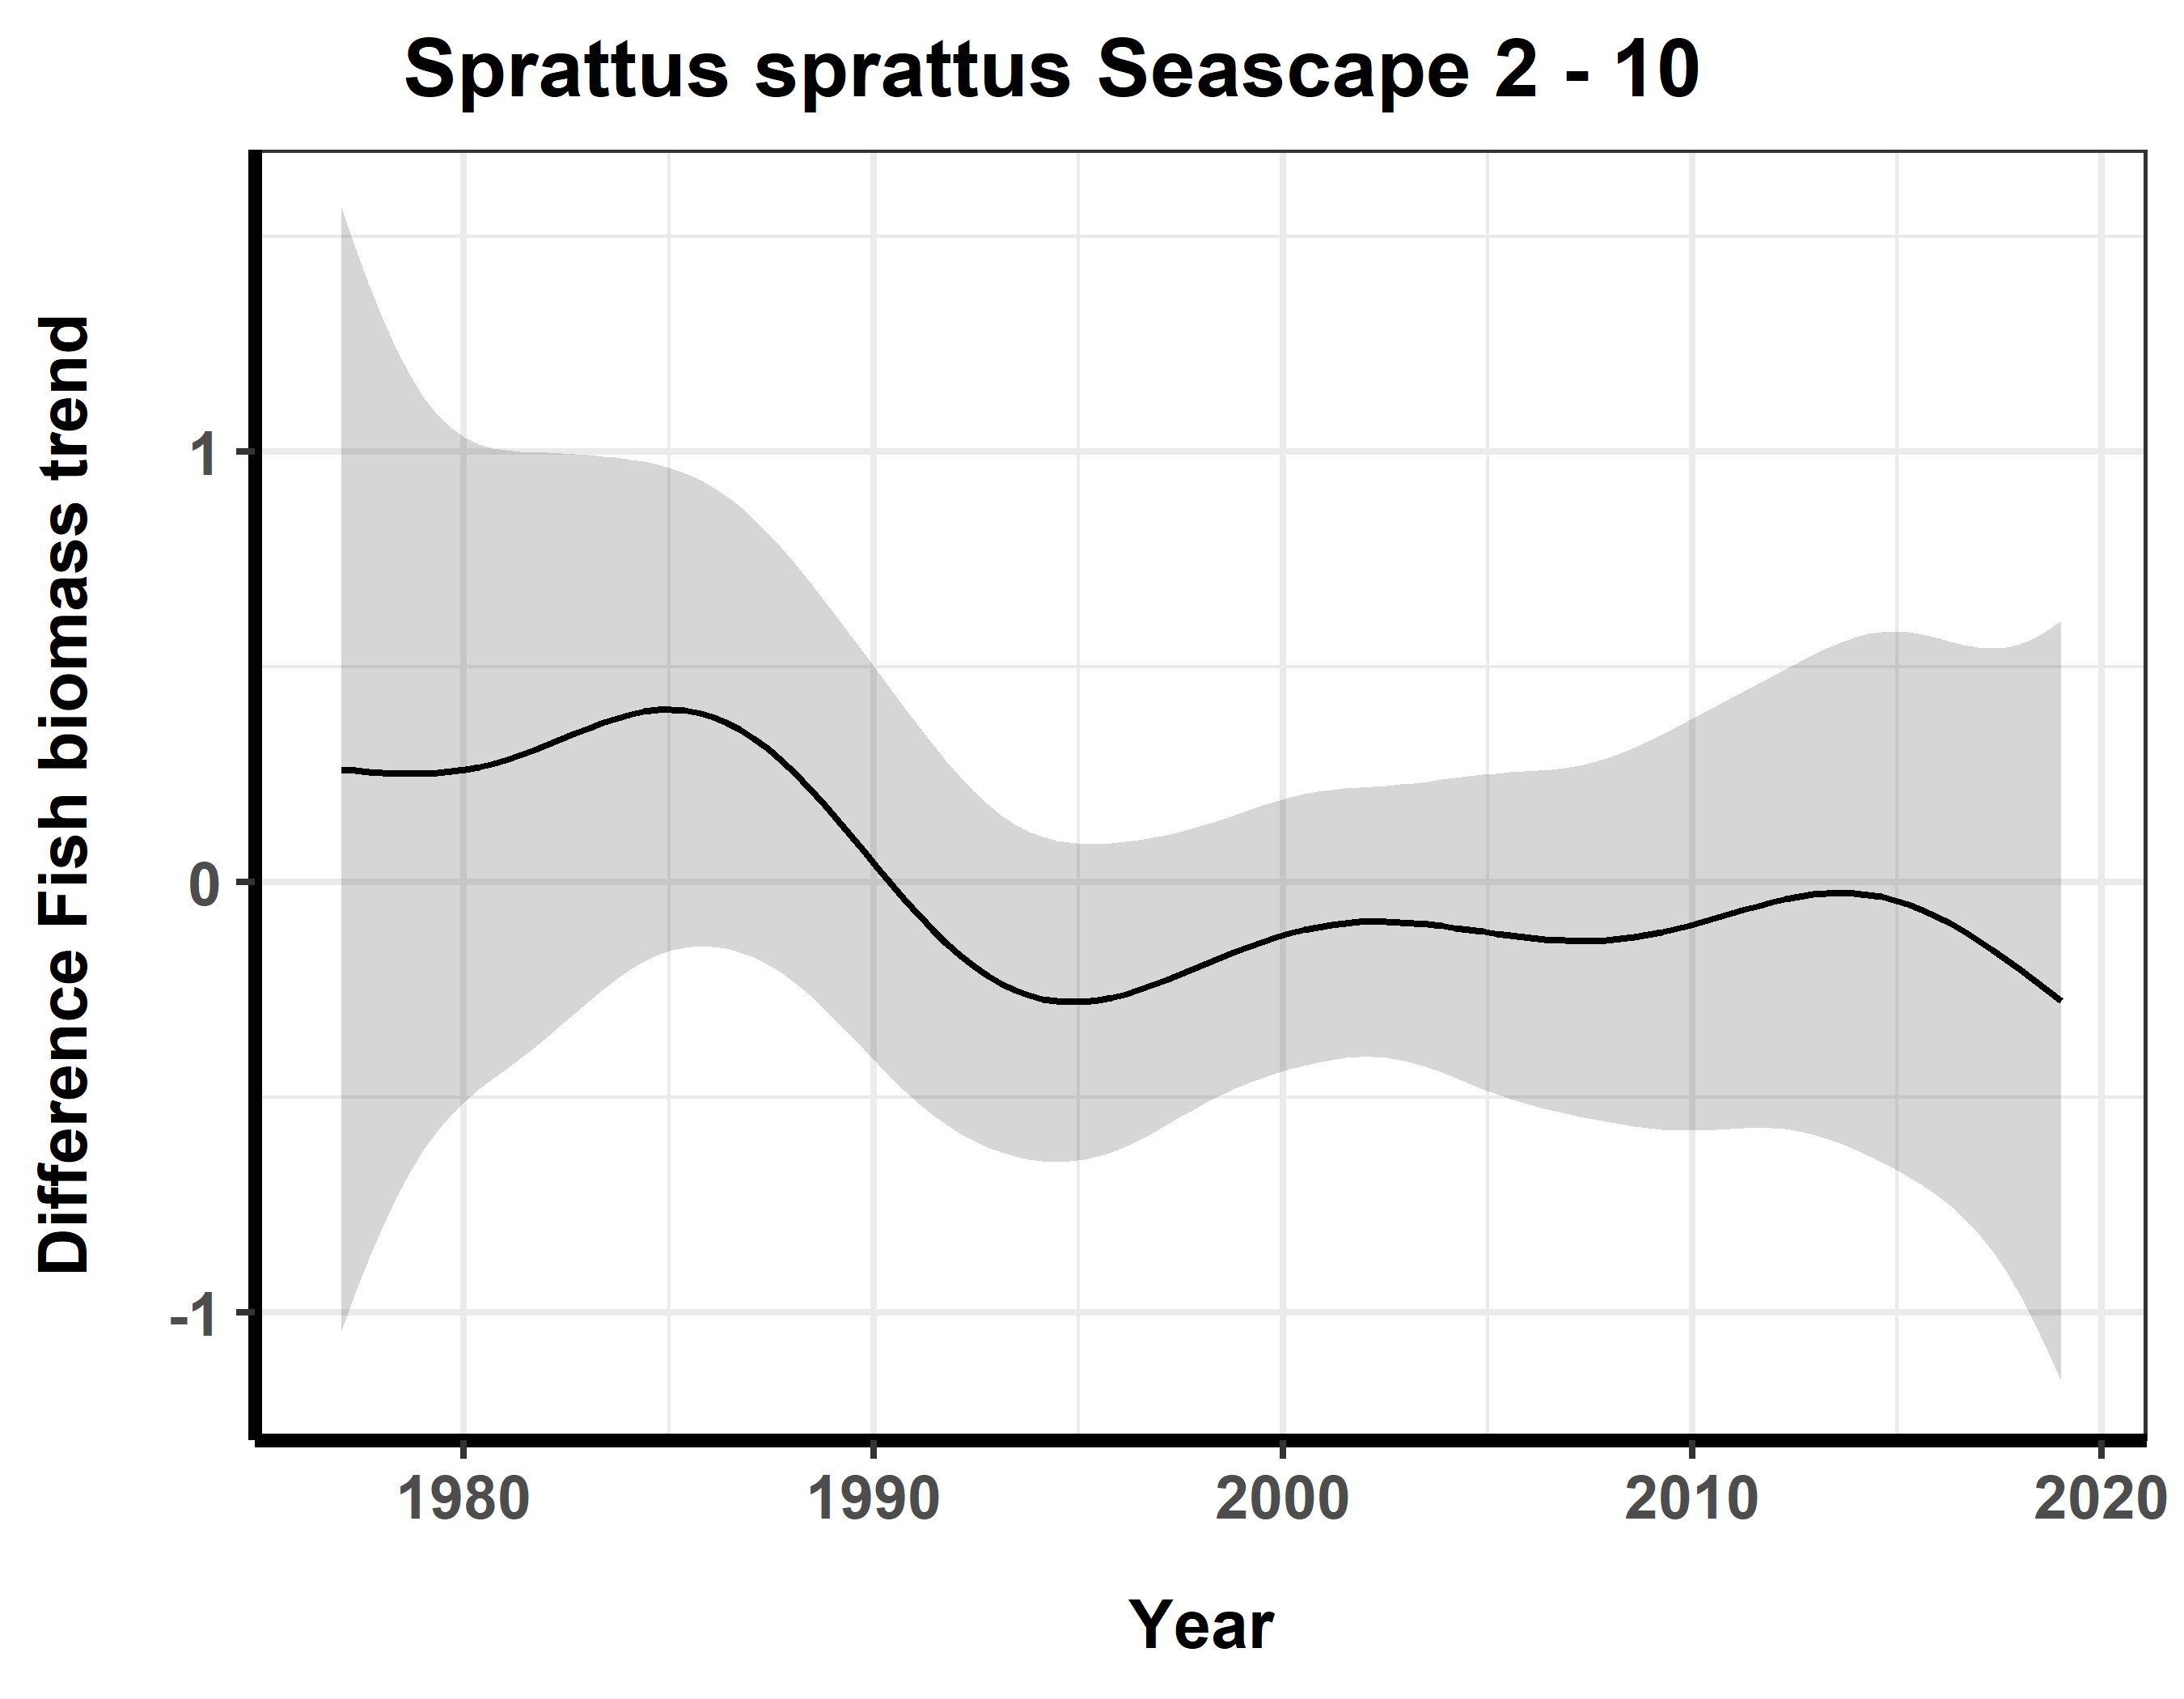 Sprattus sprattus Seascape 2 - 10
Difference Fish biomass trend
1
0
-1
1980 1990 2000 2010 2020
Year